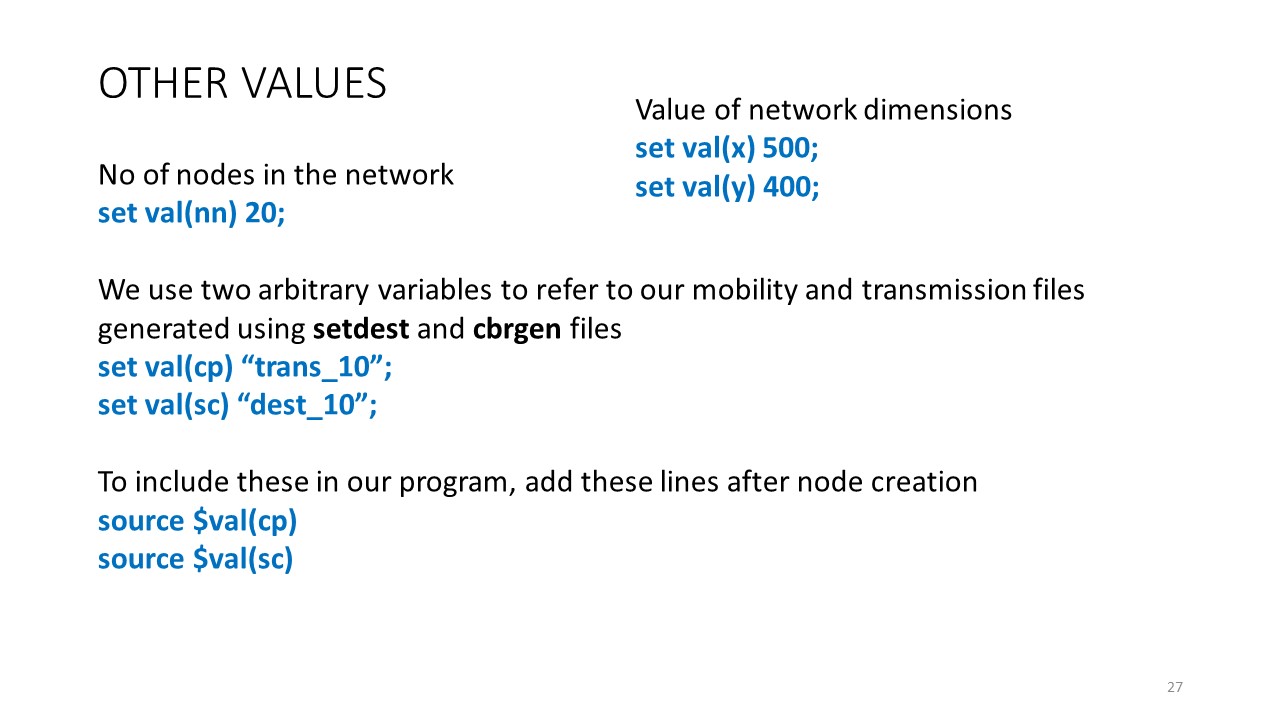 OTHER VALUES
No of nodes in the network
set val(nn) 20;
Value of network dimensions
set val(x) 500;
set val(y) 400;
We use two arbitrary variables to refer to our mobility and transmission files
generated using setdest and cbrgen files
set val(cp) “trans_10”;
set val(sc) “dest_10”;
To include these in our program, add these lines after node creation
source $val(cp)
source $val(sc)
27